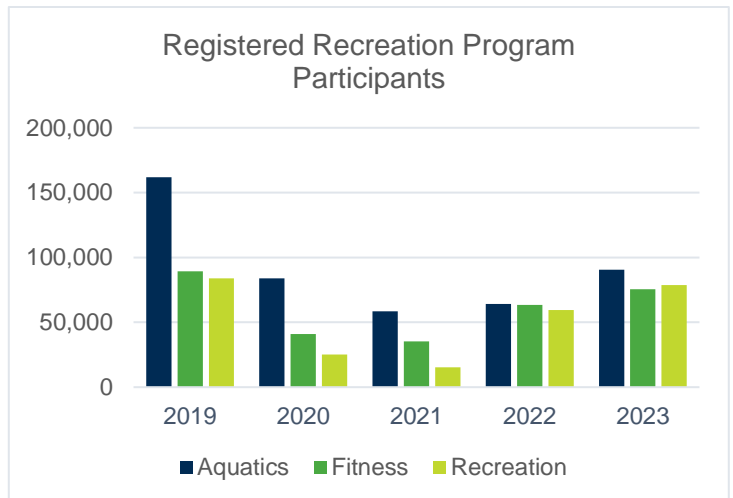 Registered Recreation Program
Participants
200,000
150,000
100,000
50,000
0
2019 2020 2021 2022 2023
Aquatics Fitness Recreation